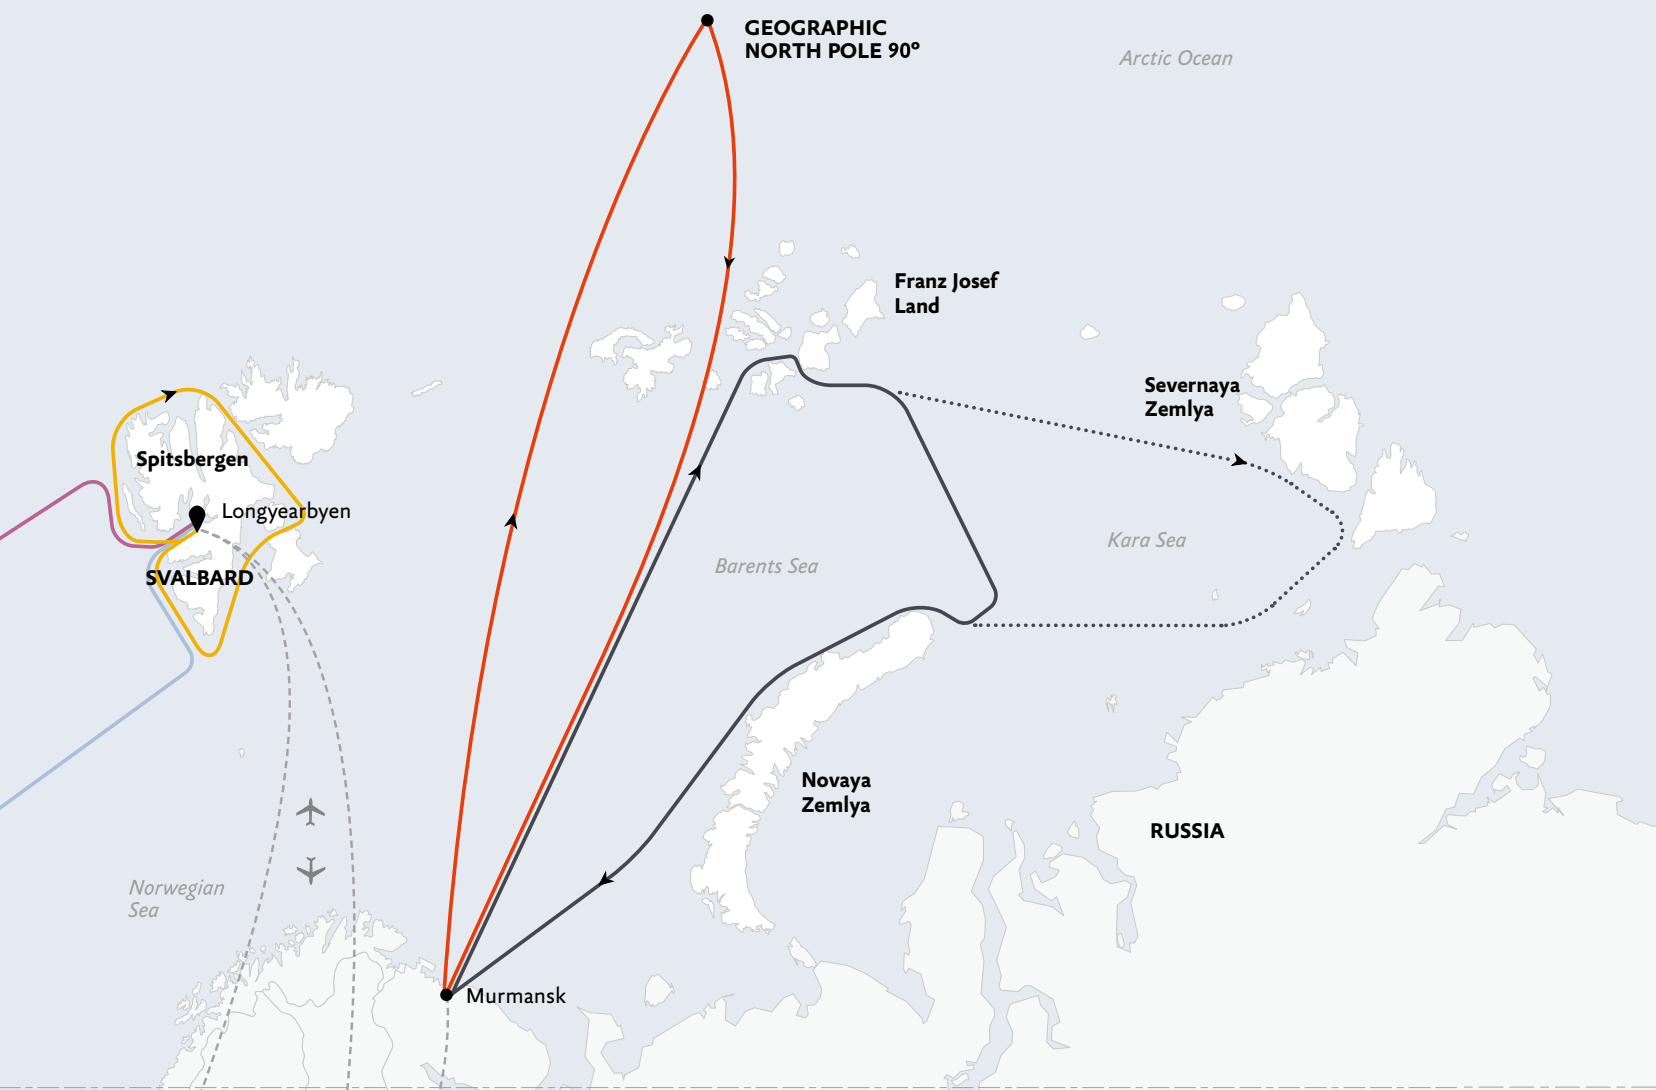 GEOGRAPHIC
NORTH POLE 90º
Arctic Ocean
Franz Josef
Land
Severnaya
Zemlya
Spitsbergen
Longyearbyen
Kara Sea
Barents Sea
SVALBARD
Novaya
Zemlya
RUSSIA
Norwegian
Sea
Murmansk